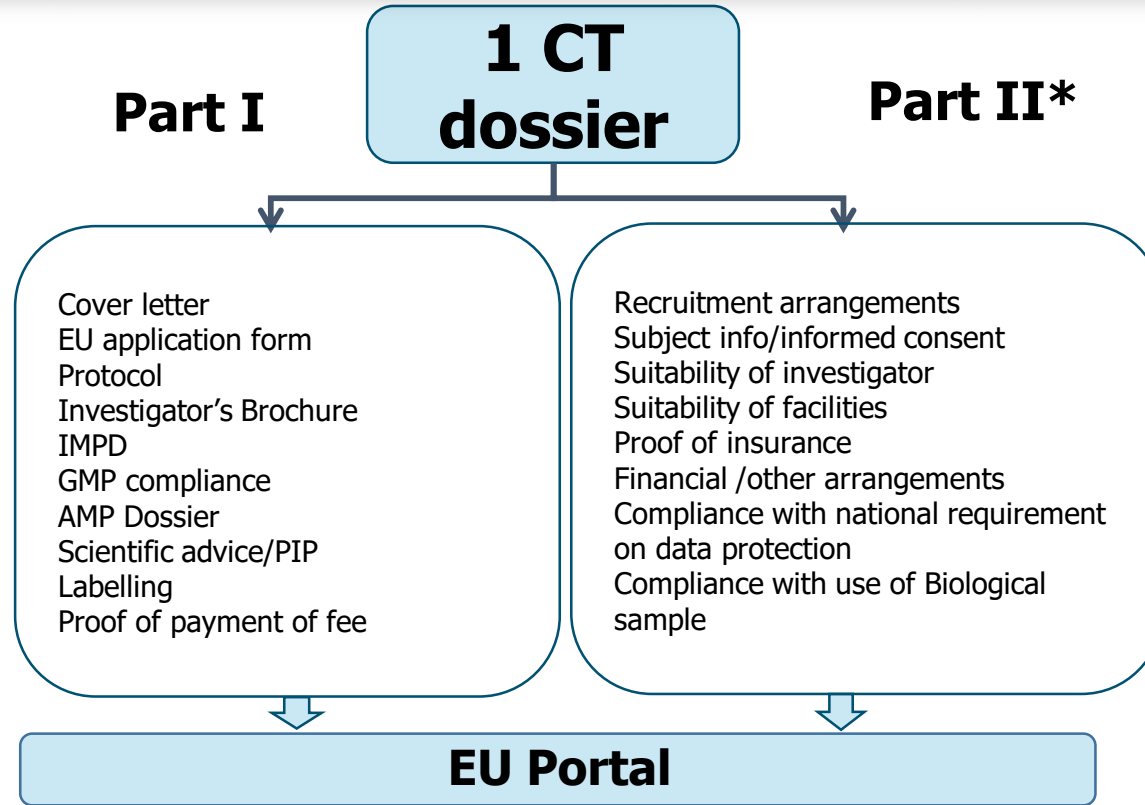 1 CT
dossier
Part I
Part II*
Cover letter
EU application form
Protocol
Investigator's Brochure
IMPD
GMP compliance
AMP Dossier
Scientific advice/PIP
Labelling
Proof of payment of fee
Recruitment arrangements
Subject info/informed consent
Suitability of investigator
Suitability of facilities
Proof of insurance
Financial /other arrangements
Compliance with national requirement
on data protection
Compliance with use of Biological
sample
EU Portal